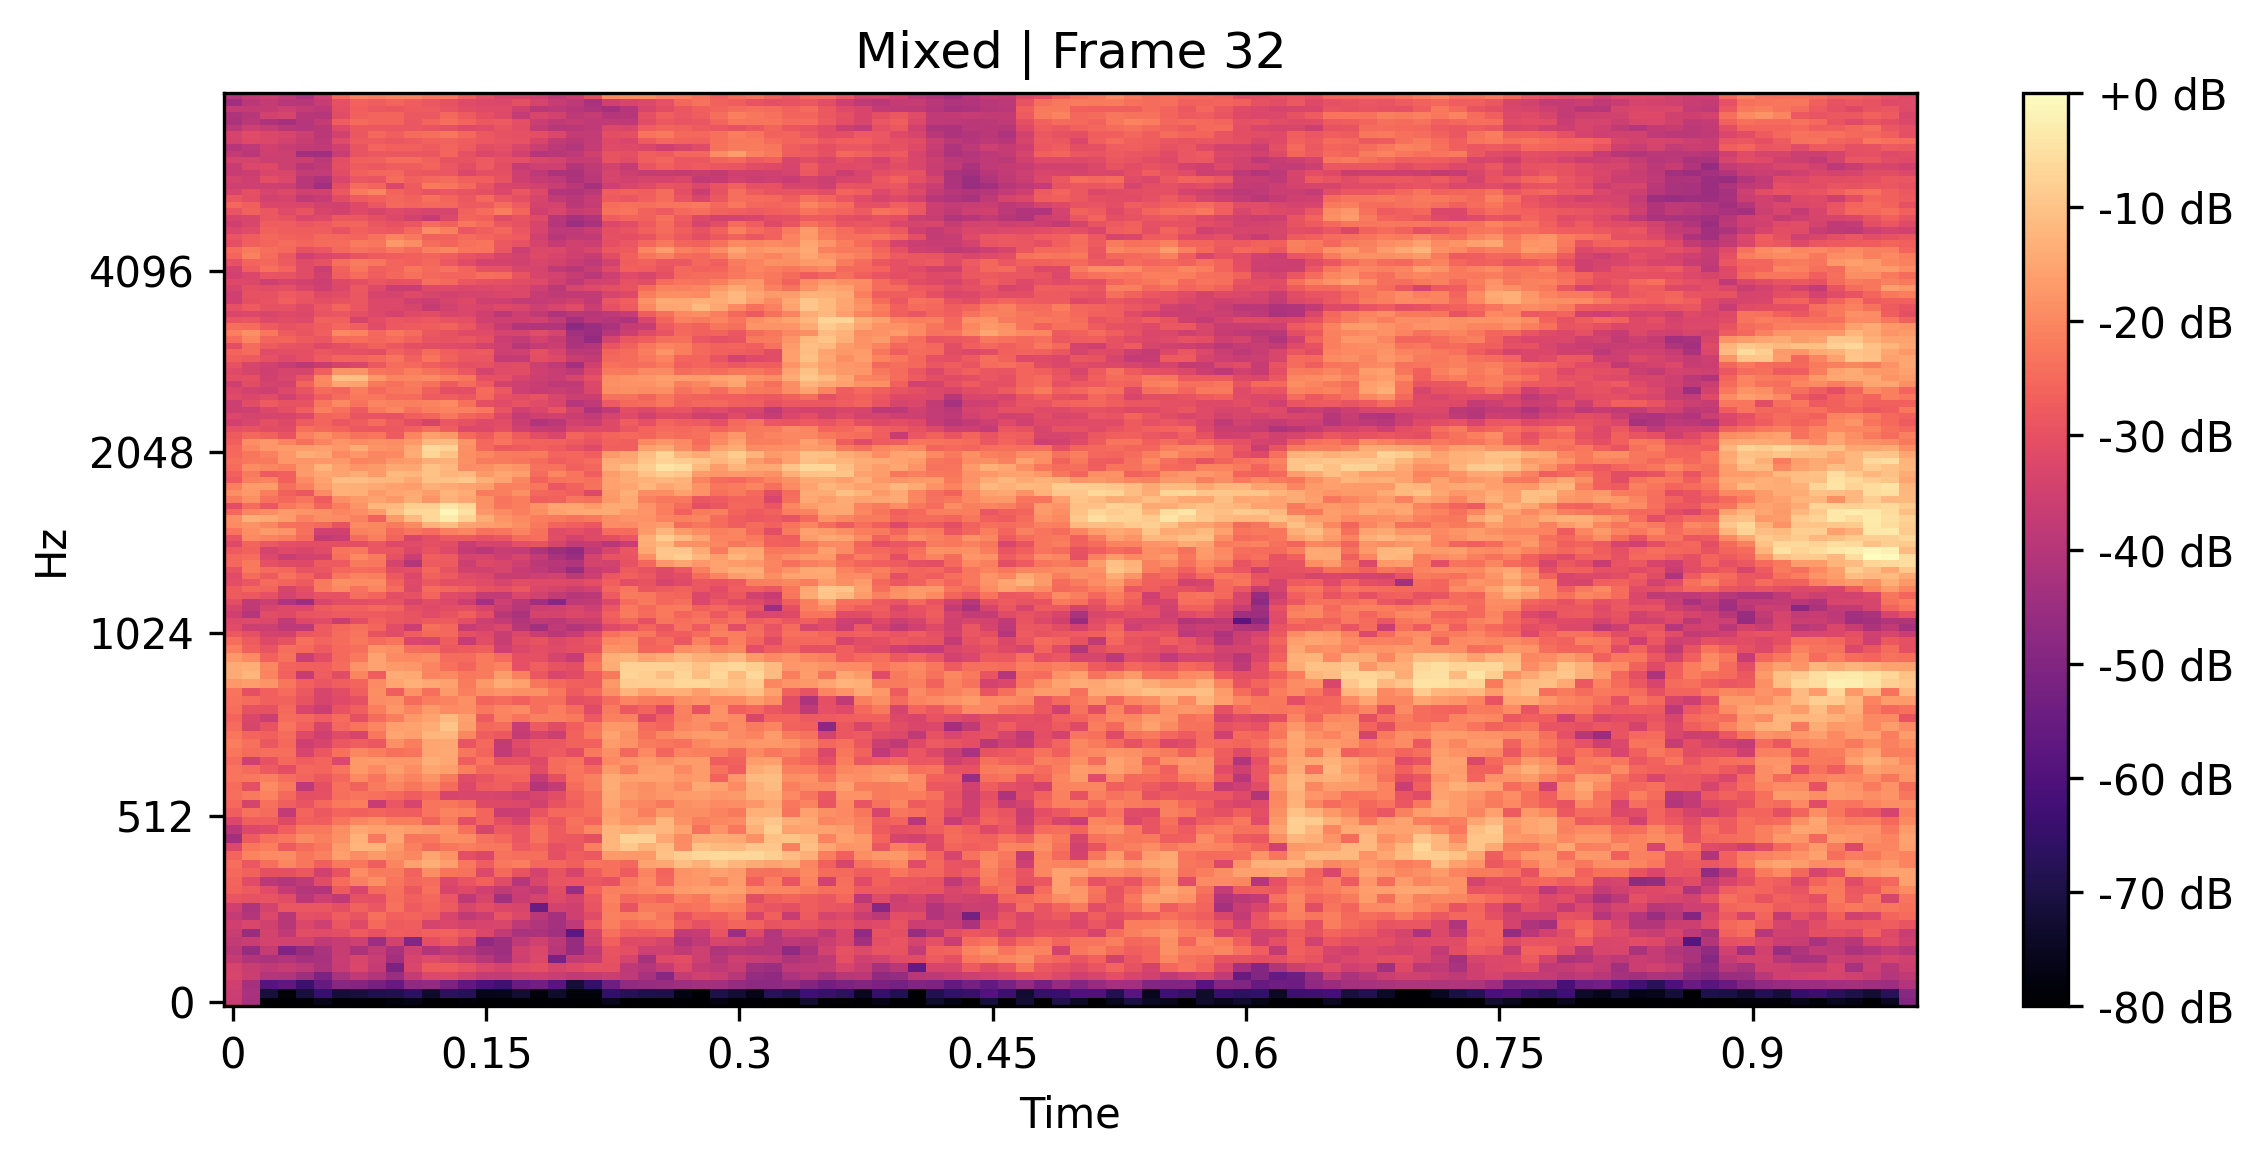 Mixed | Frame 32
Hz
4096
2048
1024
512
0
0 0.15 0.3 0.45 0.6 0.75 0.9
Time
+0 dB
-10 dB
-20 dB
-30 dB
-40 dB
-50 dB
-60 dB
-70 dB
-80 dB